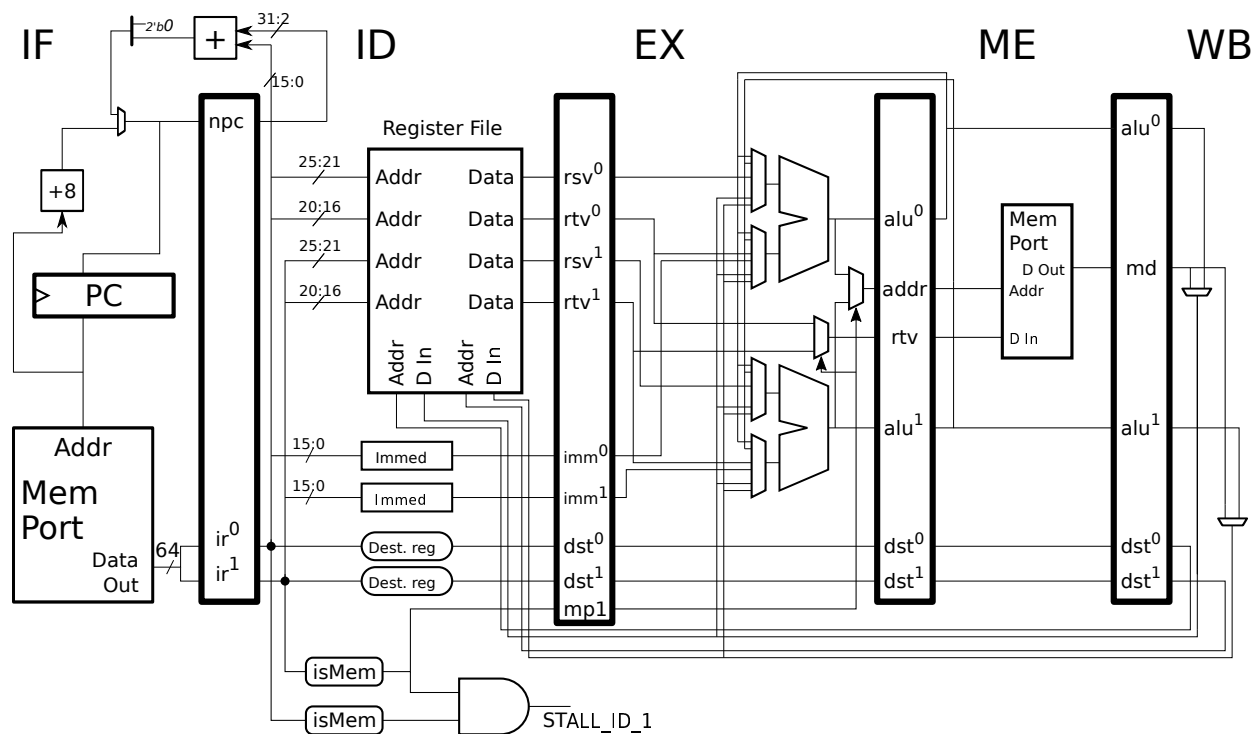 IF
ID
EX
ME
WB
2'b0
+
31:2
15:0
npc
+8
PC
Addr
Mem
Port
Data
Out
64
ir0
ir1
Register File
25:21
Addr
Data
20:16
Addr
Data
25:21
Addr
Data
20:16
Addr
Data
Addr
D In
Addr
D In
15:0
Immed
15:0
Immed
Dest. reg
Dest. reg
isMem
isMem
STALL_ID_1
rsv0
rtv0
rsv1
rtv1
imm0
imm1
dst0
dst1
mp1
alu0
addr
rtv
alu1
dst0
dst1
Mem
Port
D Out
Addr
D In
alu0
md
alu1
dst0
dst1